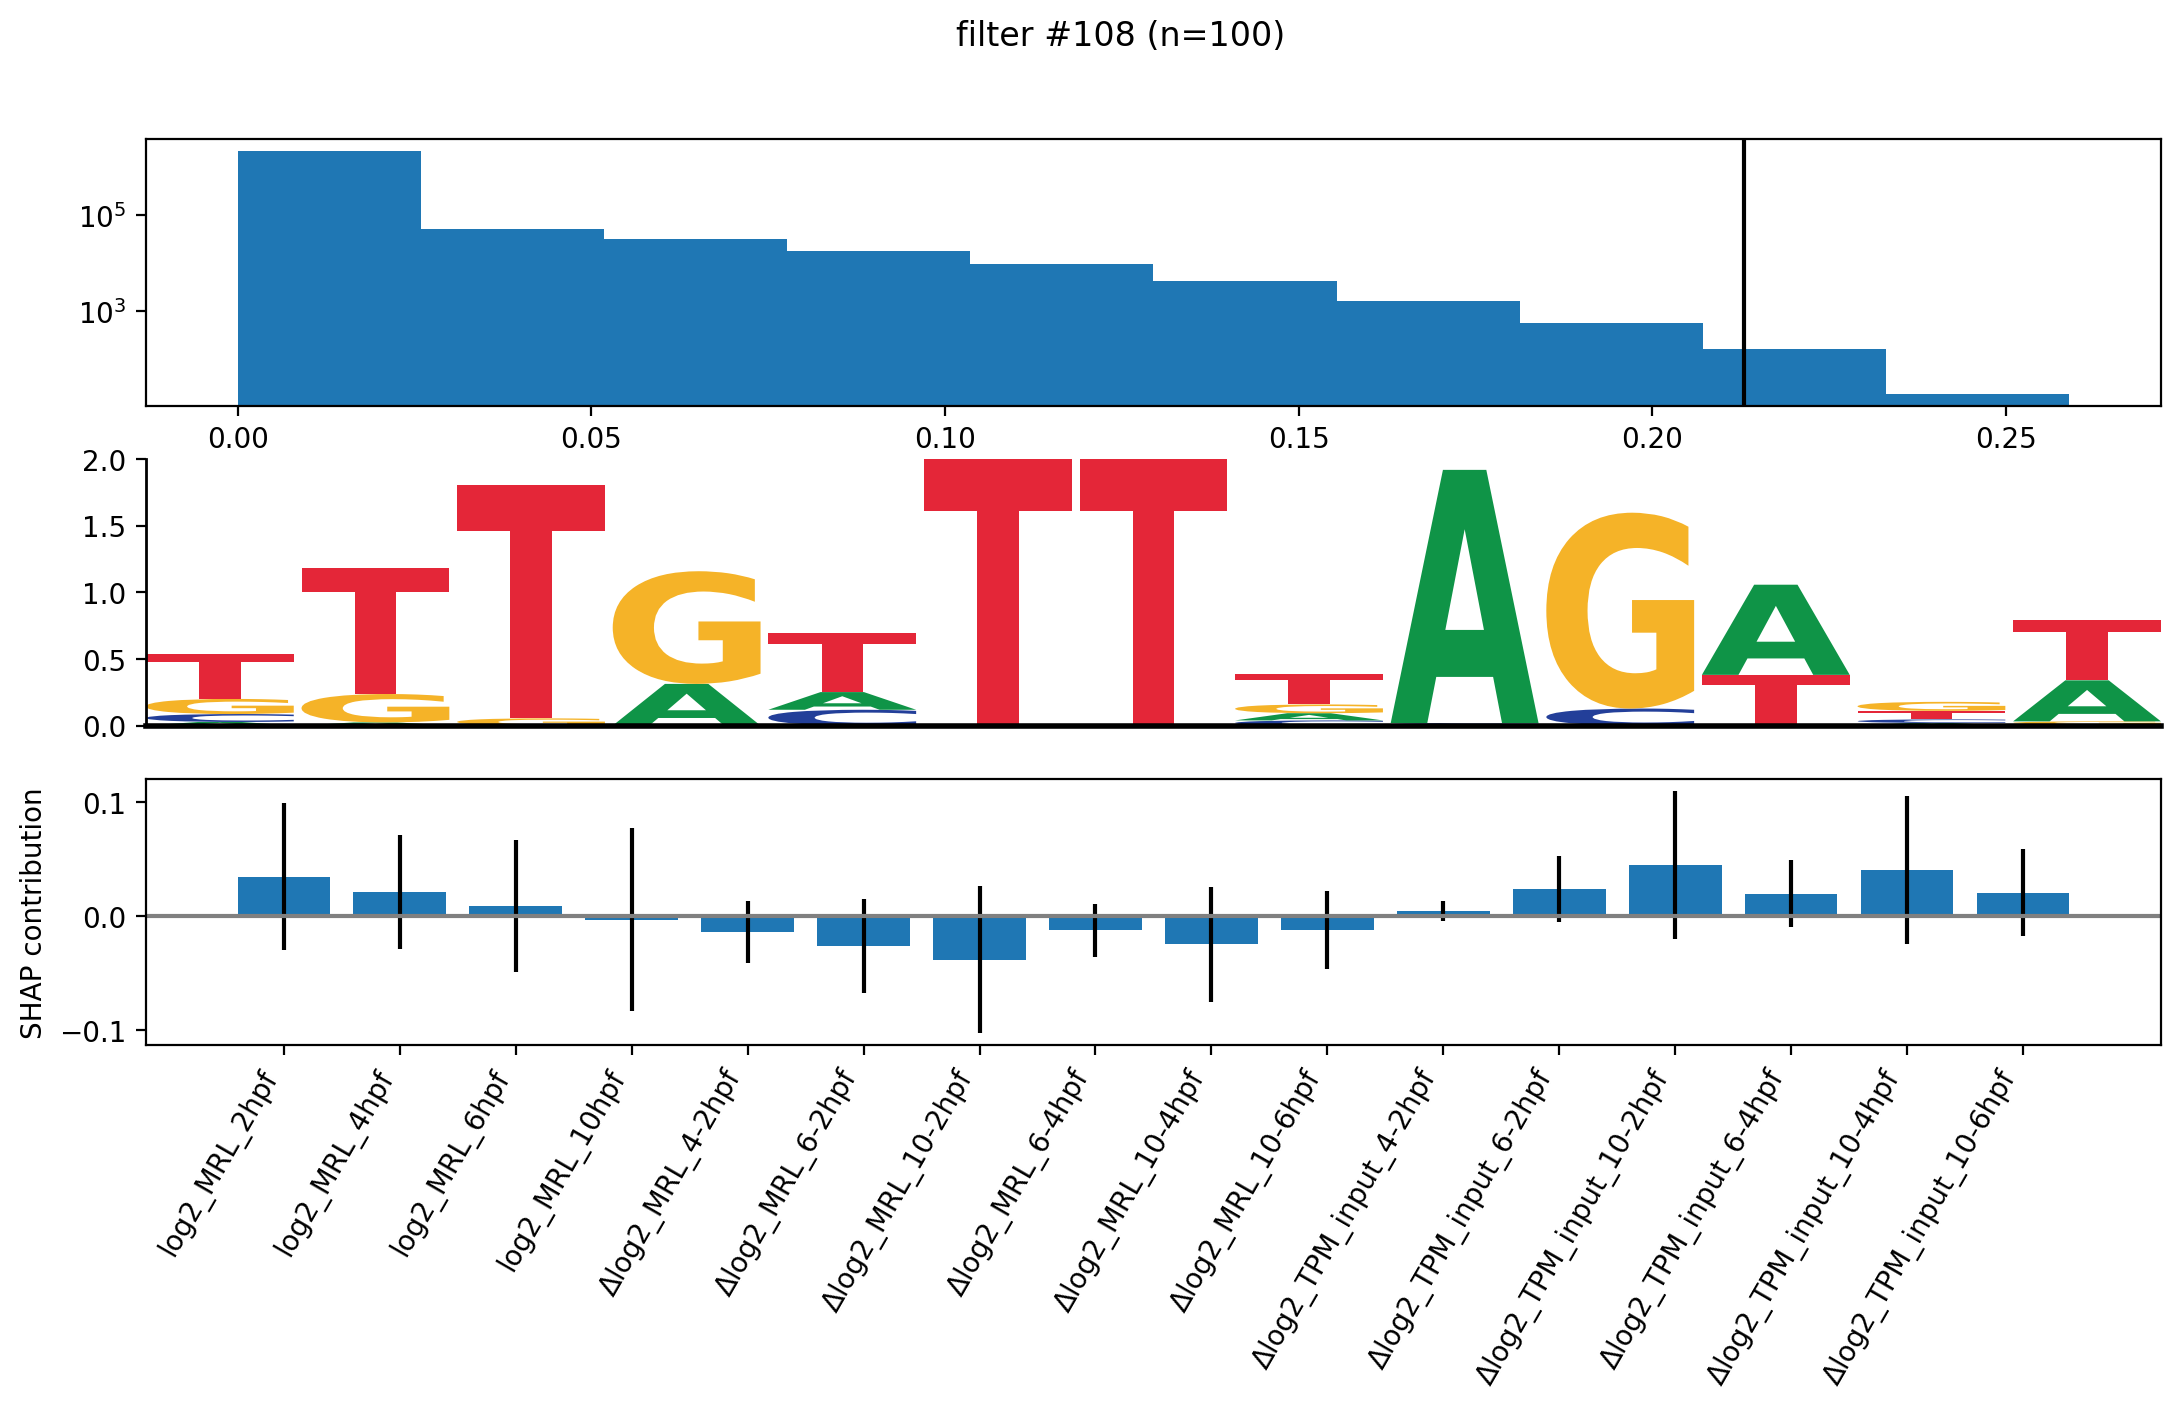 filter #108 (n=100)
10^5
10^3
0.00 0.05 0.10 0.15 0.20 0.25
2.0
1.5
1.0
0.5
0.0
SHAP contribution
0.1
0.0
−0.1
log2_MRL_2hpf
log2_MRL_4hpf
log2_MRL_6hpf
log2_MRL_10hpf
Δlog2_MRL_4-2hpf
Δlog2_MRL_6-2hpf
Δlog2_MRL_10-2hpf
Δlog2_MRL_6-4hpf
Δlog2_MRL_10-4hpf
Δlog2_MRL_10-6hpf
Δlog2_TPM_input_4-2hpf
Δlog2_TPM_input_6-2hpf
Δlog2_TPM_input_10-2hpf
Δlog2_TPM_input_6-4hpf
Δlog2_TPM_input_10-4hpf
Δlog2_TPM_input_10-6hpf